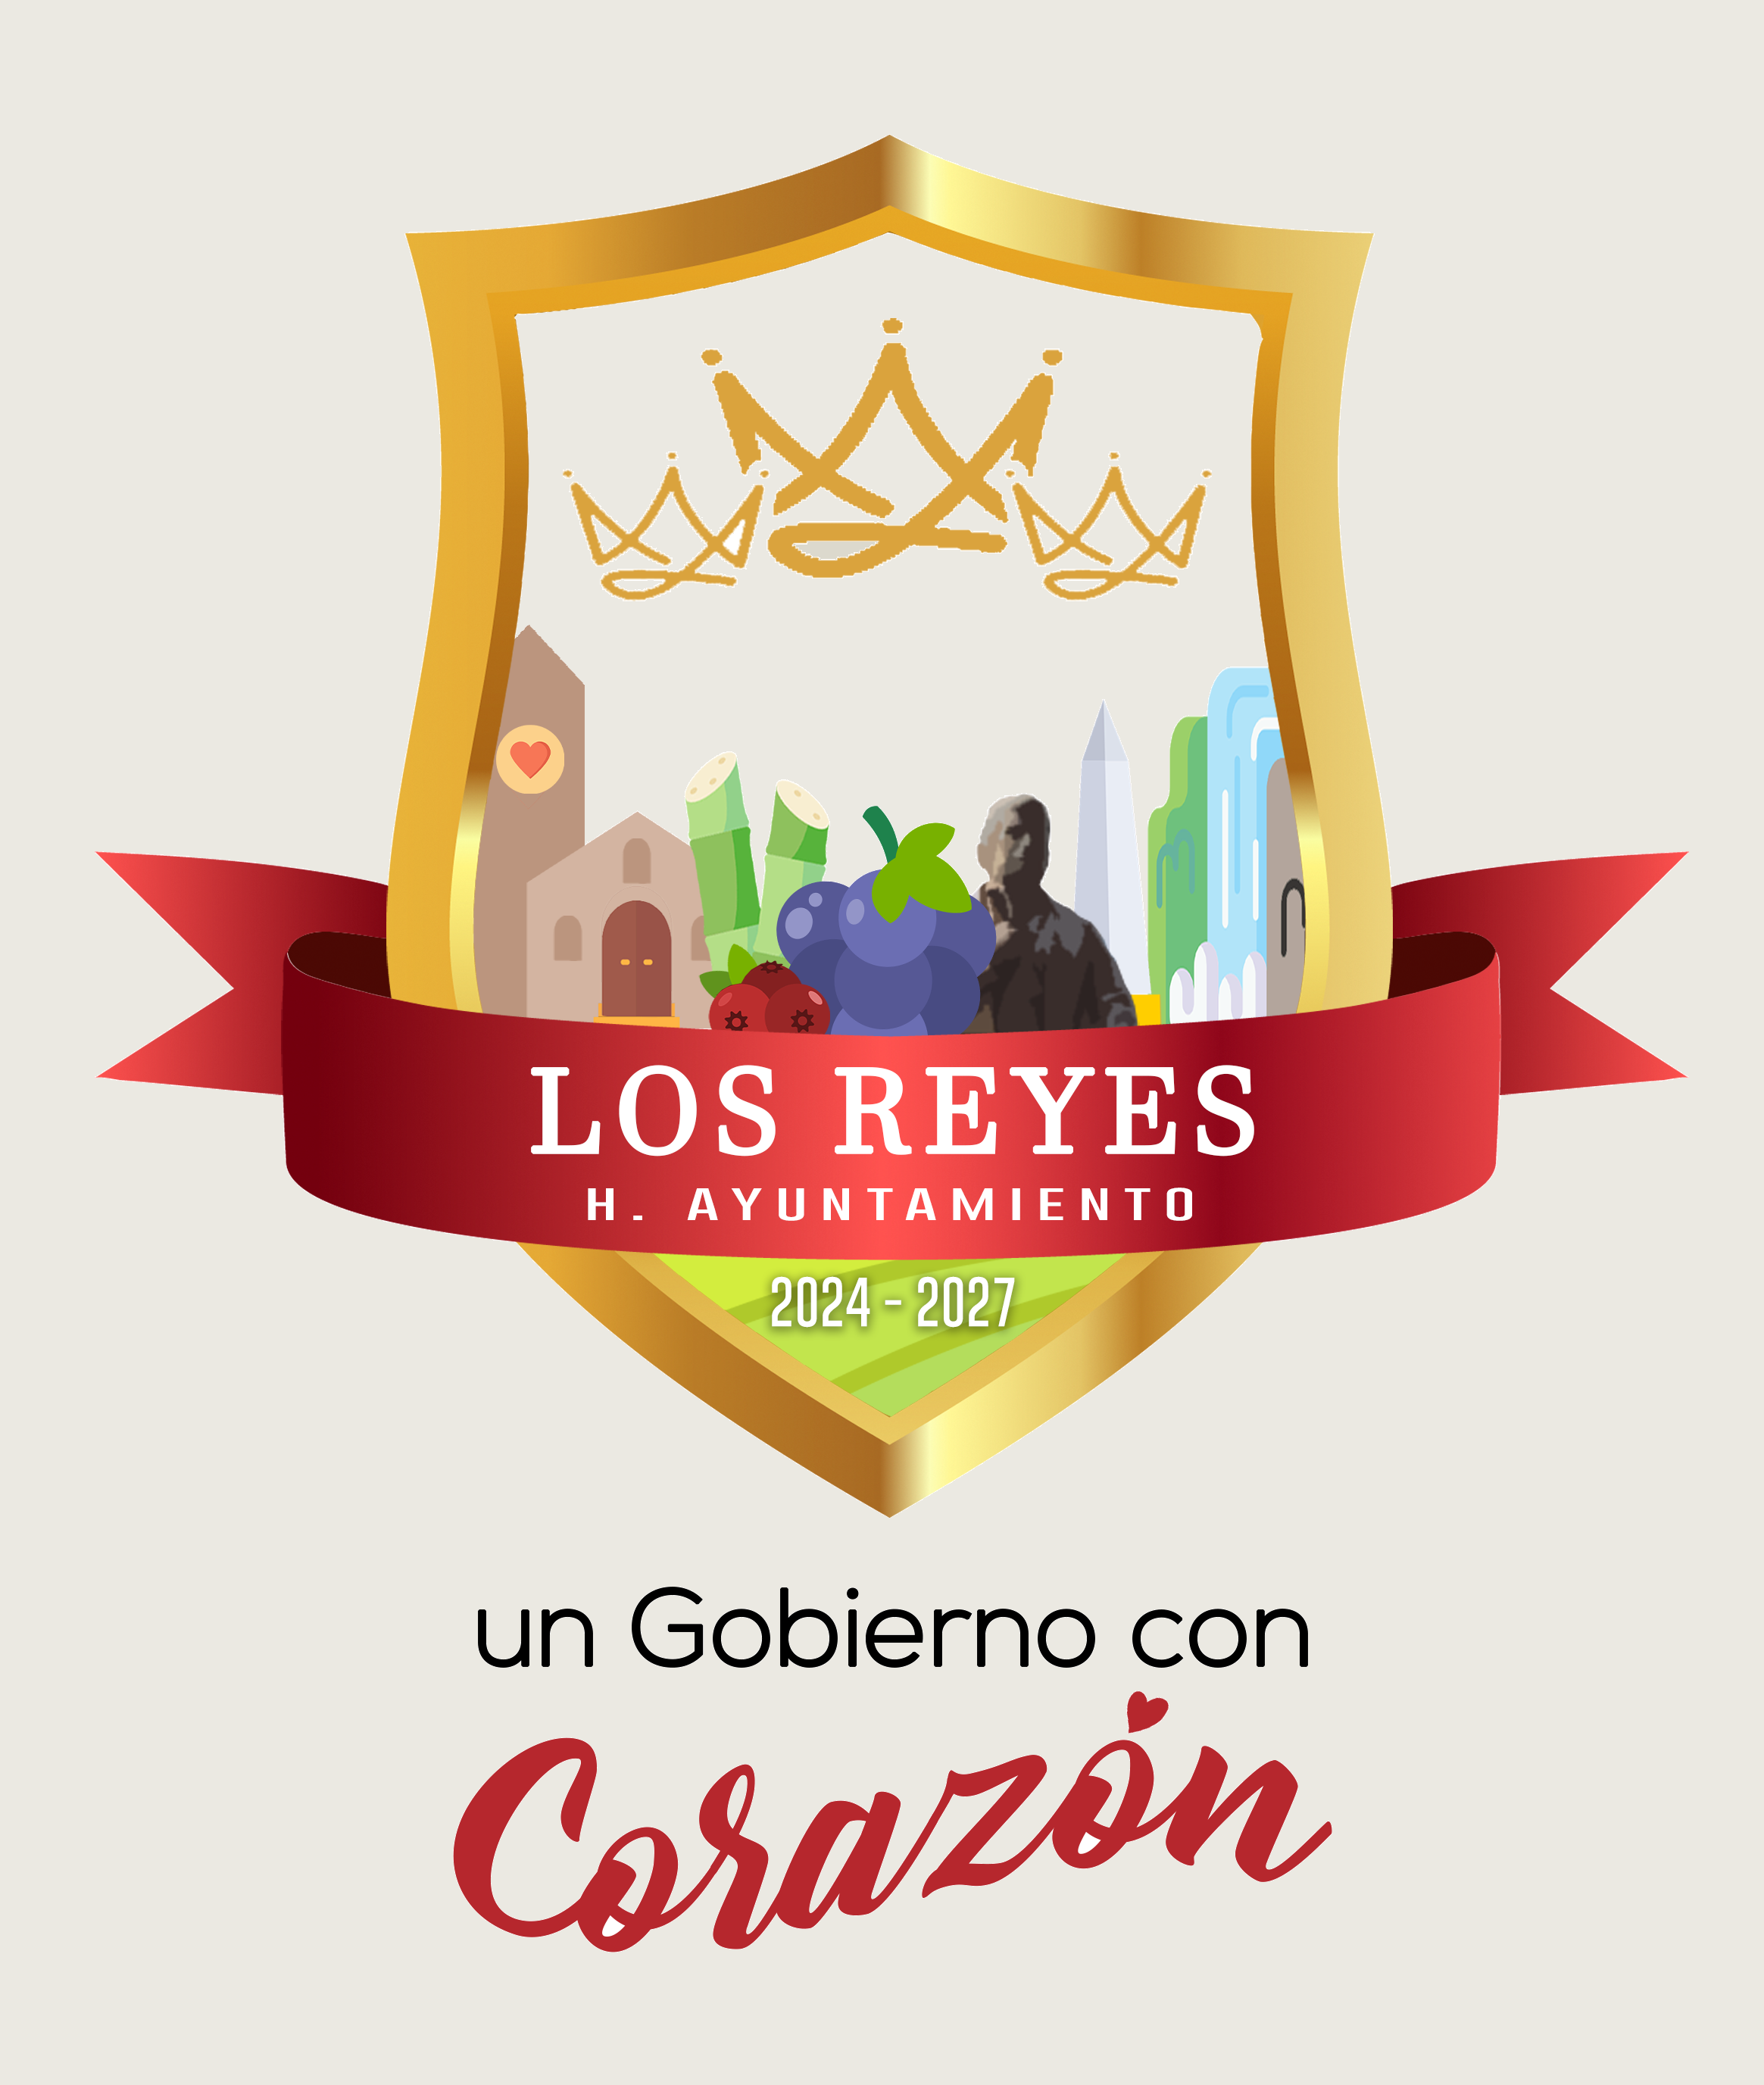 LOS REYES
H. AYUNTAMIENTO
2024 - 2027
un Gobierno con
Corazón